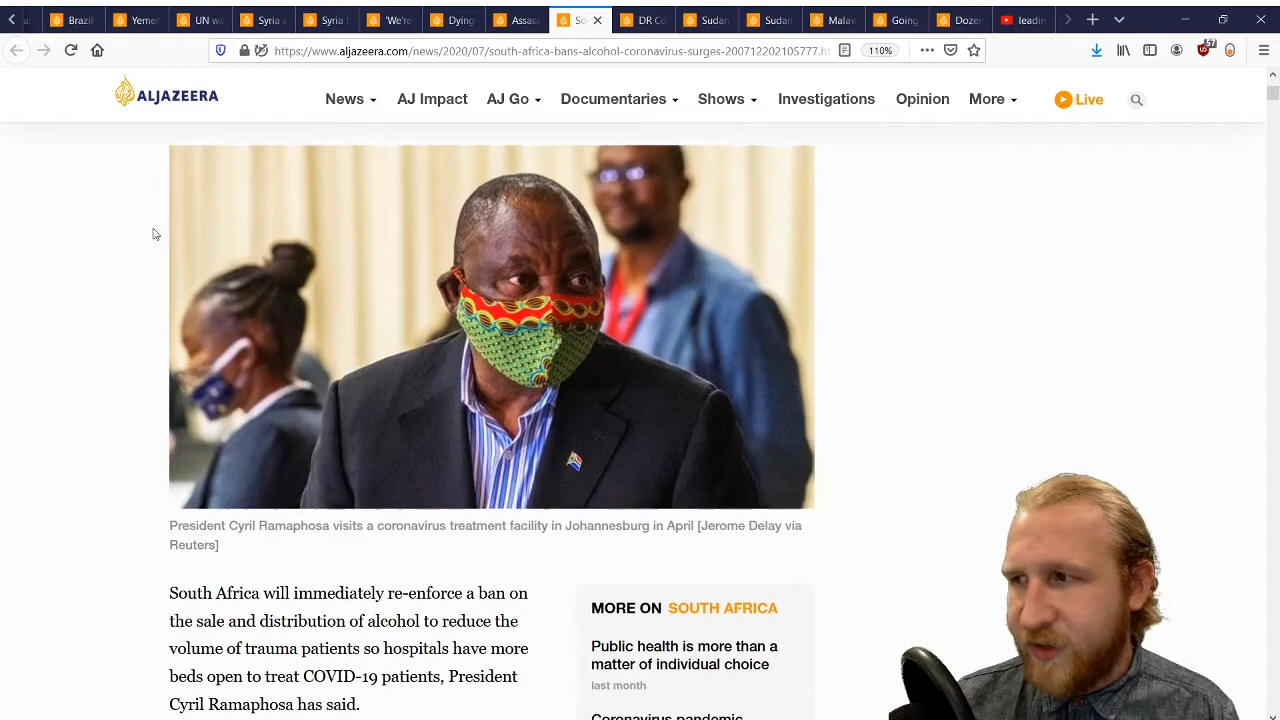 Brazil
Yemer
UN wa
Syria a
Syria f
'We're
Dying
Assass
So
DR Co
Sudan
Sudan
Malaw
Going
Dozer
leadin
https://www.aljazeera.com/news/2020/07/south-africa-bans-alcohol-coronavirus-surges-200712202105777.ht
110%
57
ALJAZEERA
News
AJ Impact
AJ Go
Documentaries
Shows
Investigations
Opinion
More
Live
President Cyril Ramaphosa visits a coronavirus treatment facility in Johannesburg in April [Jerome Delay via
Reuters]
South Africa will immediately re-enforce a ban on
the sale and distribution of alcohol to reduce the
volume of trauma patients so hospitals have more
beds open to treat COVID-19 patients, President
Cyril Ramaphosa has said.
MORE ON SOUTH AFRICA
Public health is more than a
matter of individual choice
last month
Coronavirus pandemic